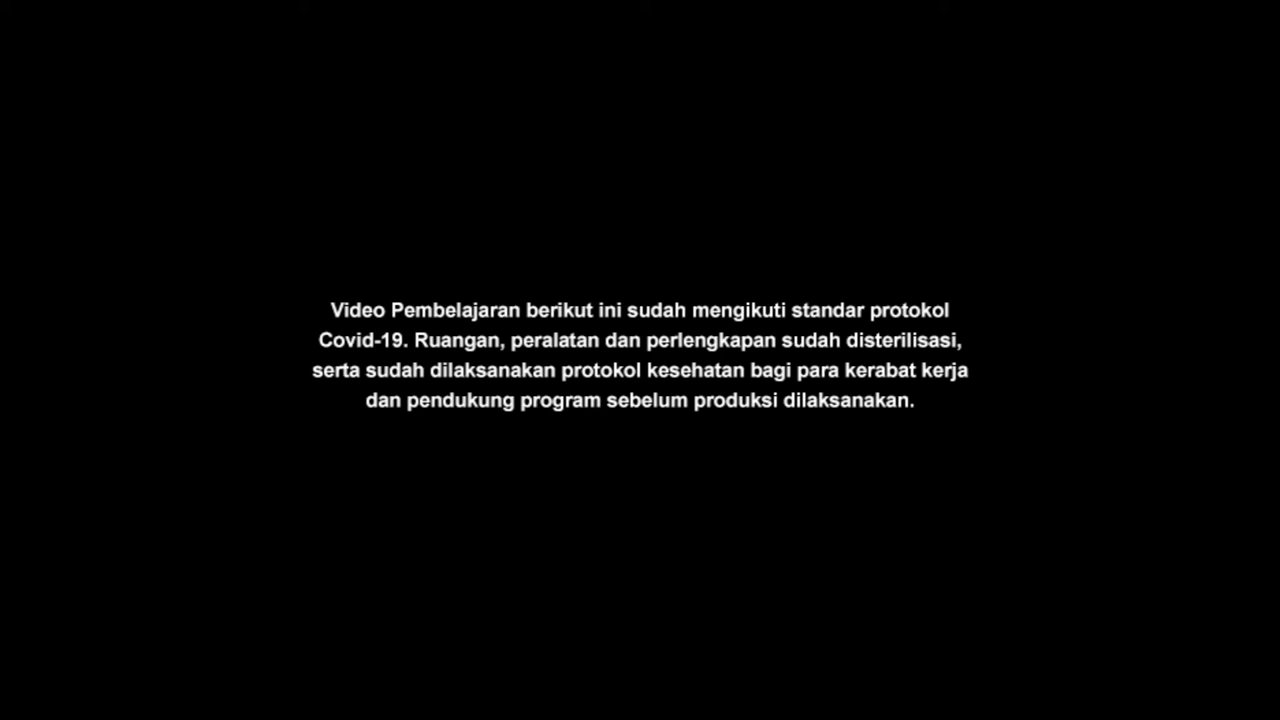 Video Pembelajaran berikut ini sudah mengikuti standar protokol
Covid-19. Ruangan, peralatan dan perlengkapan sudah disterilisasi,
serta sudah dilaksanakan protokol kesehatan bagi para kerabat kerja
dan pendukung program sebelum produksi dilaksanakan.